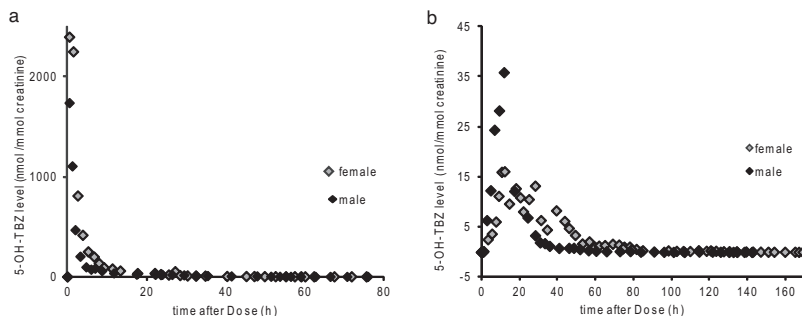 a
5-OH-TBZ level (nmol/mmol creatinine)
2000
1000
0
0
20
40
60
80
time after Dose (h)
female
male
b
5-OH-TBZ level (nmol/mmol creatinine)
45
35
25
15
5
-5
0
20
40
60
80
100
120
140
160
time after Dose (h)
female
male